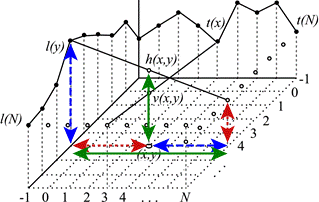 t(x)
t(N)
l(y)
h(x,y)
v(x,y)
l(N)
(x,y)
-1
0
1
2
3
4
-1 0 1 2 3 4 ... N